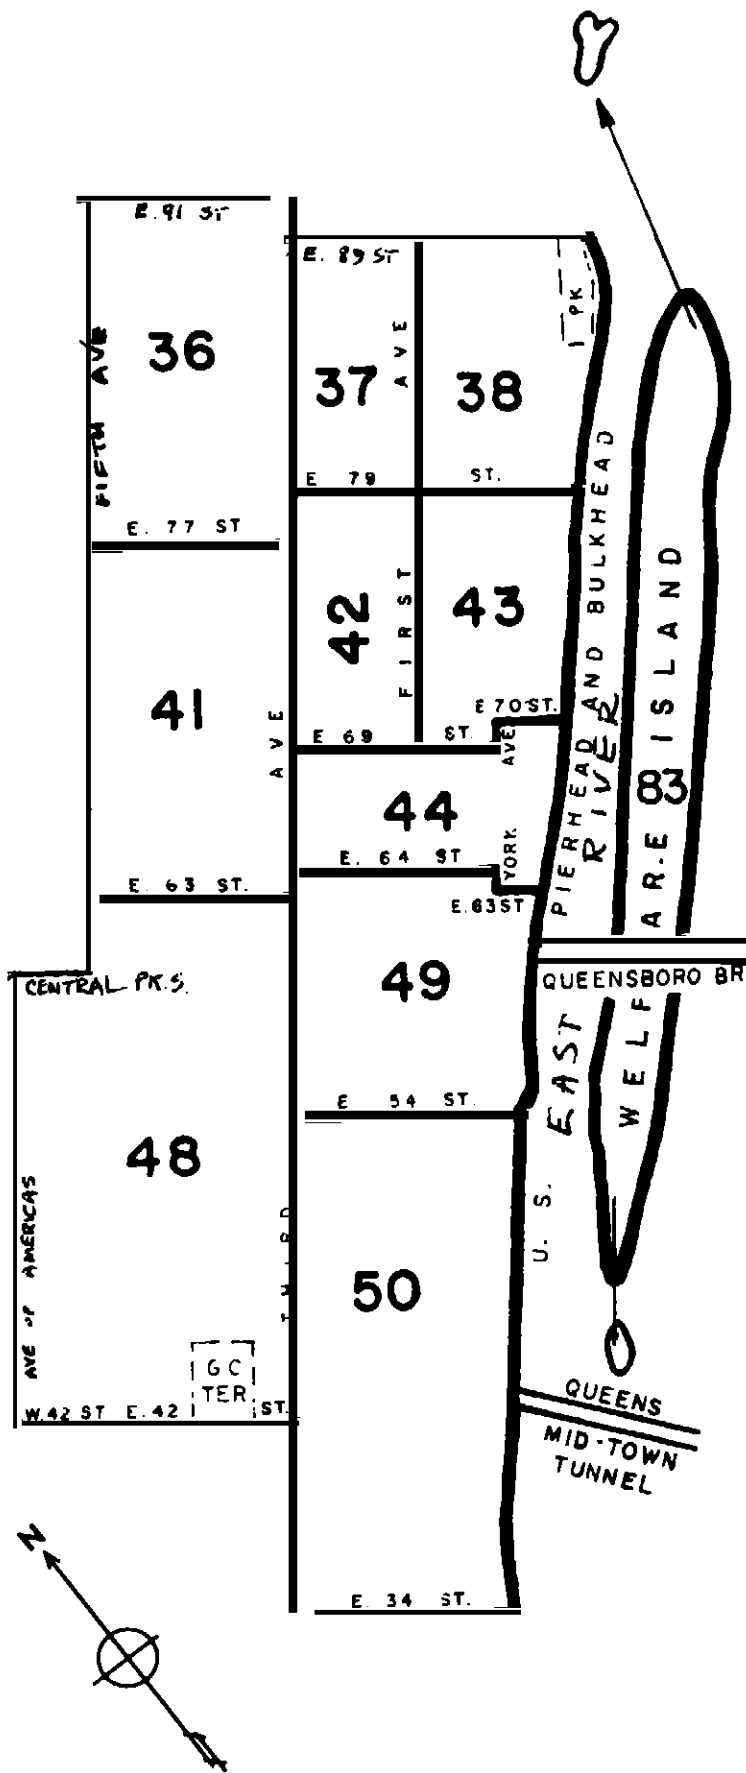 E. 91 ST
E. 89 ST
1 PK
FIFTH AVE
36
37
AVE
38
E 79 ST.
E. 77 ST
42
FIRST
43
PIERHEAD AND BULKHEAD
41
E 70 ST.
AVE
E 69 ST.
RIVER
83
44
YORK AVE
E. 64 ST
E. 63 ST.
E. 63 ST
WELFARE ISLAND
CENTRAL PK. S.
49
QUEENSBORO BR
EAST
E 54 ST.
48
THIRD
U. S.
AVE OF AMERICAS
50
G C
TER.
QUEENS
W. 42 ST E. 42 ST.
MID-TOWN
TUNNEL
N
E. 34 ST.